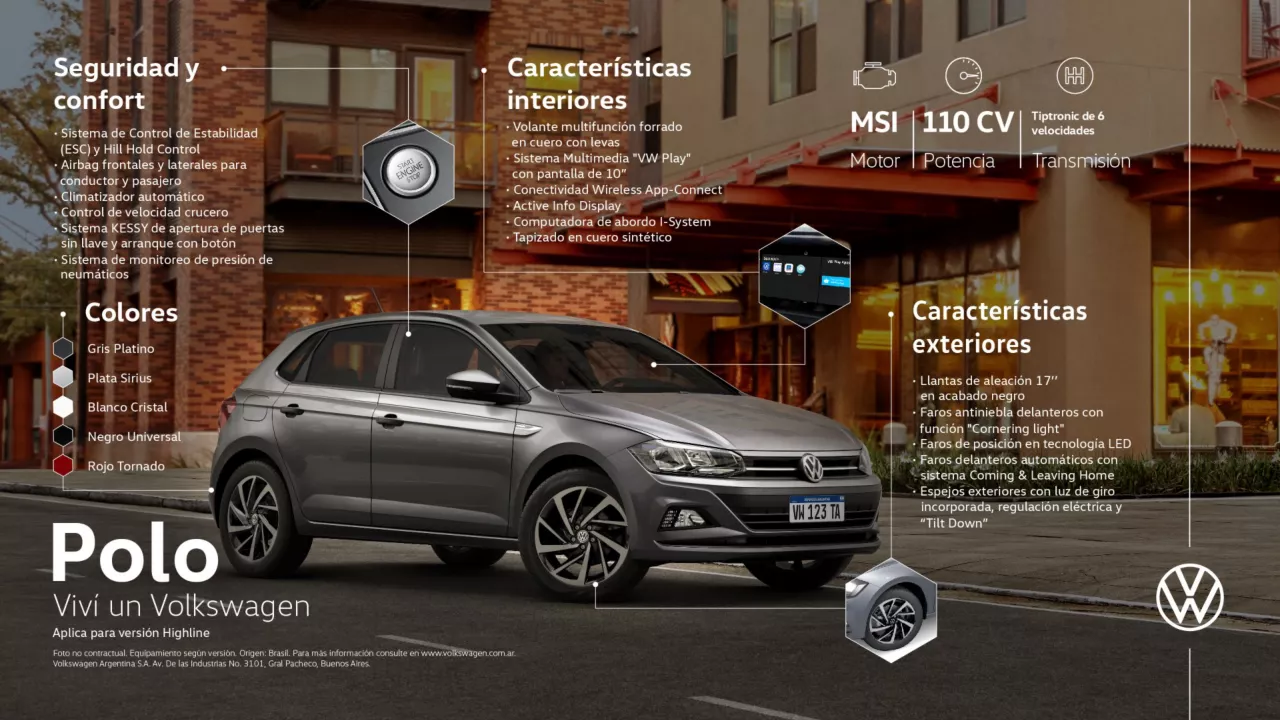 Seguridad y
confort
· Sistema de Control de Estabilidad
(ESC) y Hill Hold Control
· Airbag frontales y laterales para
conductor y pasajero
· Climatizador automático
· Control de velocidad crucero
· Sistema KESSY de apertura de puertas
sin llave y arranque con botón
· Sistema de monitoreo de presión de
neumáticos
START
ENGINE
STOP
Características
interiores
· Volante multifunción forrado
en cuero con levas
· Sistema Multimedia "VW Play"
con pantalla de 10”
· Conectividad Wireless App-Connect
· Active Info Display
· Computadora de abordo I-System
· Tapizado en cuero sintético
MSI
Motor
110 CV
Potencia
Tiptronic de 6
velocidades
Transmisión
Colores
Gris Platino
Plata Sirius
Blanco Cristal
Negro Universal
Rojo Tornado
Características
exteriores
· Llantas de aleación 17’’
en acabado negro
· Faros antiniebla delanteros con
función "Cornering light"
· Faros de posición en tecnología LED
· Faros delanteros automáticos con
sistema Coming & Leaving Home
· Espejos exteriores con luz de giro
incorporada, regulación eléctrica y
“Tilt Down”
VW 123 TA
Polo
Viví un Volkswagen
Aplica para versión Highline
Foto no contractual. Equipamiento según versión. Origen: Brasil. Para más información consulte en www.volkswagen.com.ar.
Volkswagen Argentina S.A. Av. De las Industrias No. 3101, Gral Pacheco, Buenos Aires.